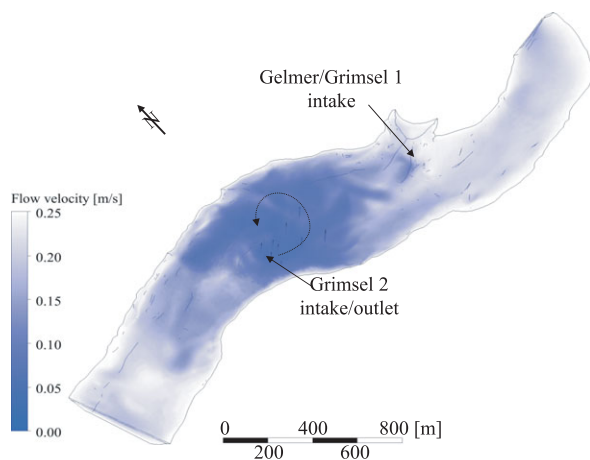 Gelmer/Grimsel 1
intake
N
Flow velocity [m/s]
0.25
0.20
0.15
0.10
0.05
0.00
Grimsel 2
intake/outlet
0 400 800 [m]
200 600